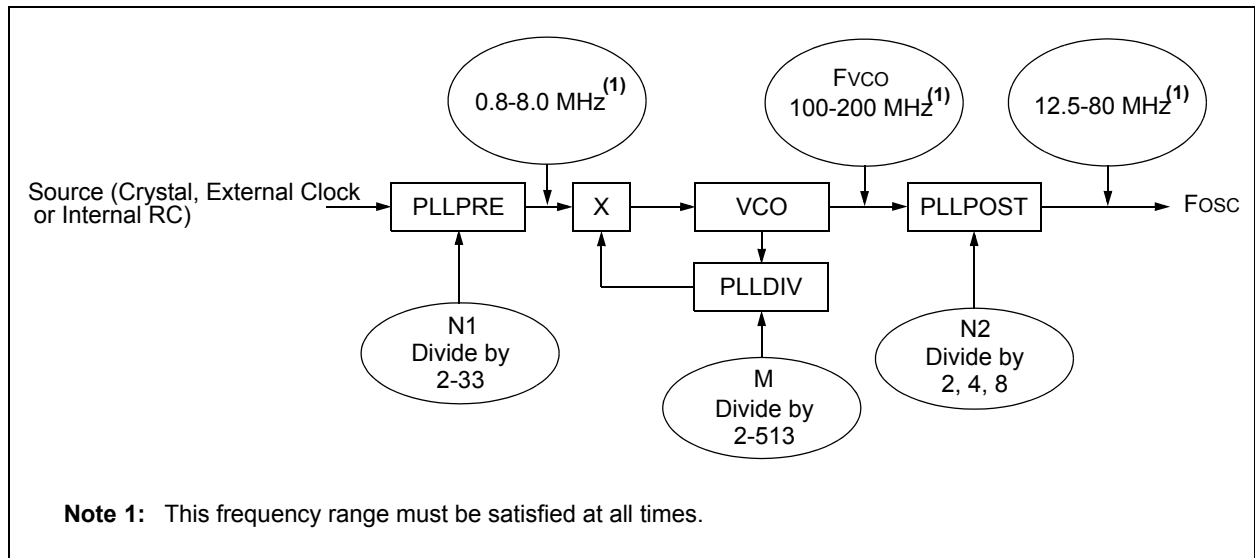 0.8-8.0 MHz(1)
FVCO
100-200 MHz(1)
12.5-80 MHz(1)
Source (Crystal, External Clock
or Internal RC)
PLLPRE
X
VCO
PLLPOST
FOSC
PLLDIV
N1
Divide by
2-33
M
Divide by
2-513
N2
Divide by
2, 4, 8
Note 1: This frequency range must be satisfied at all times.